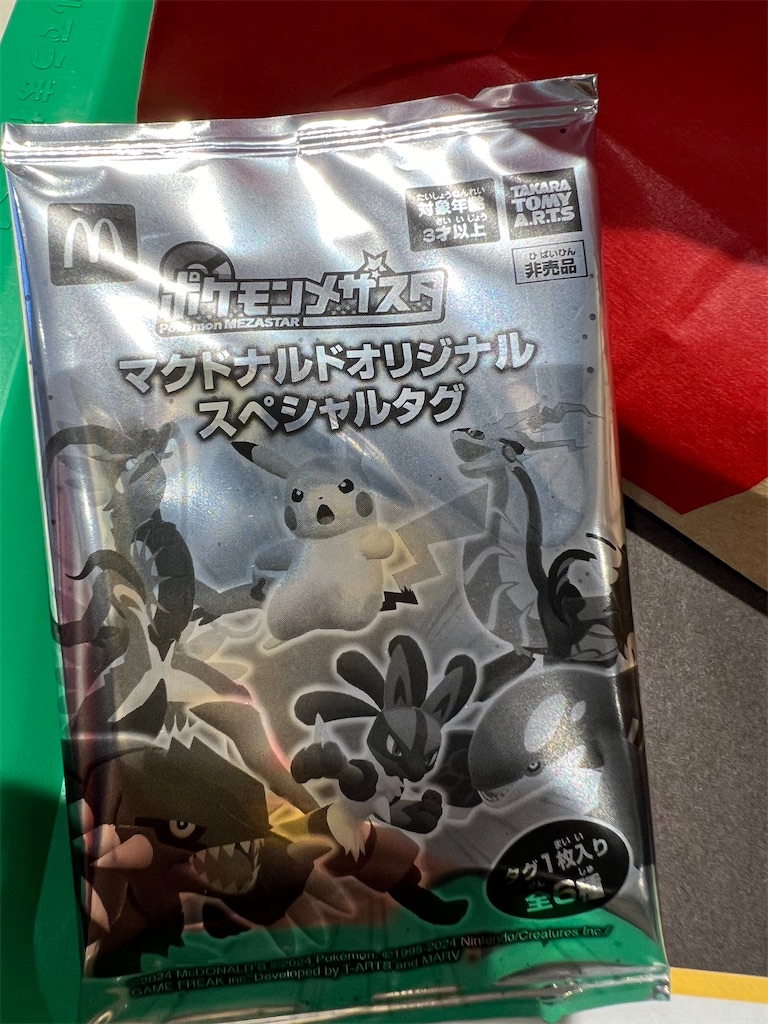 たいしょうねんれい
対象年齢
さいいじょう
3才以上
TAKARA
TOMY
A.R.T.S
ひばいひん
非売品
ポケモンメザスタ
Pokémon MEZASTAR
マクドナルドオリジナル
スペシャルタグ
まいい
タグ1枚入り
ぜん しゅ
全6種
©2024 McDONALD'S ©2024 Pokémon. ©1995-2024 Nintendo/Creatures Inc./
GAME FREAK inc. Developed by T-ARTS and MARV